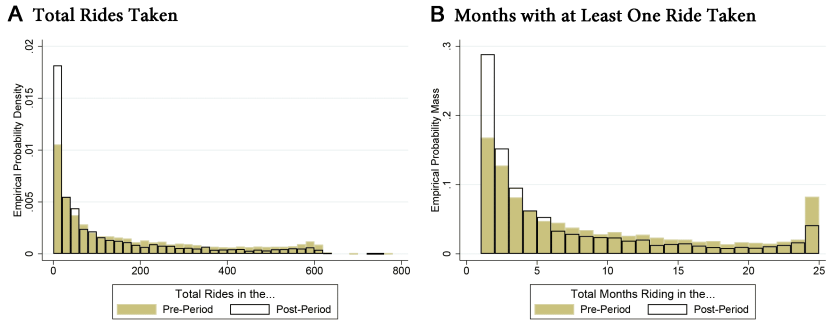 A Total Rides Taken
Empirical Probability Density
.02
.015
.01
.005
0
0 200 400 600 800
Total Rides in the...
Pre-Period Post-Period
B Months with at Least One Ride Taken
Empirical Probability Mass
.3
.2
.1
0
0 5 10 15 20 25
Total Months Riding in the...
Pre-Period Post-Period